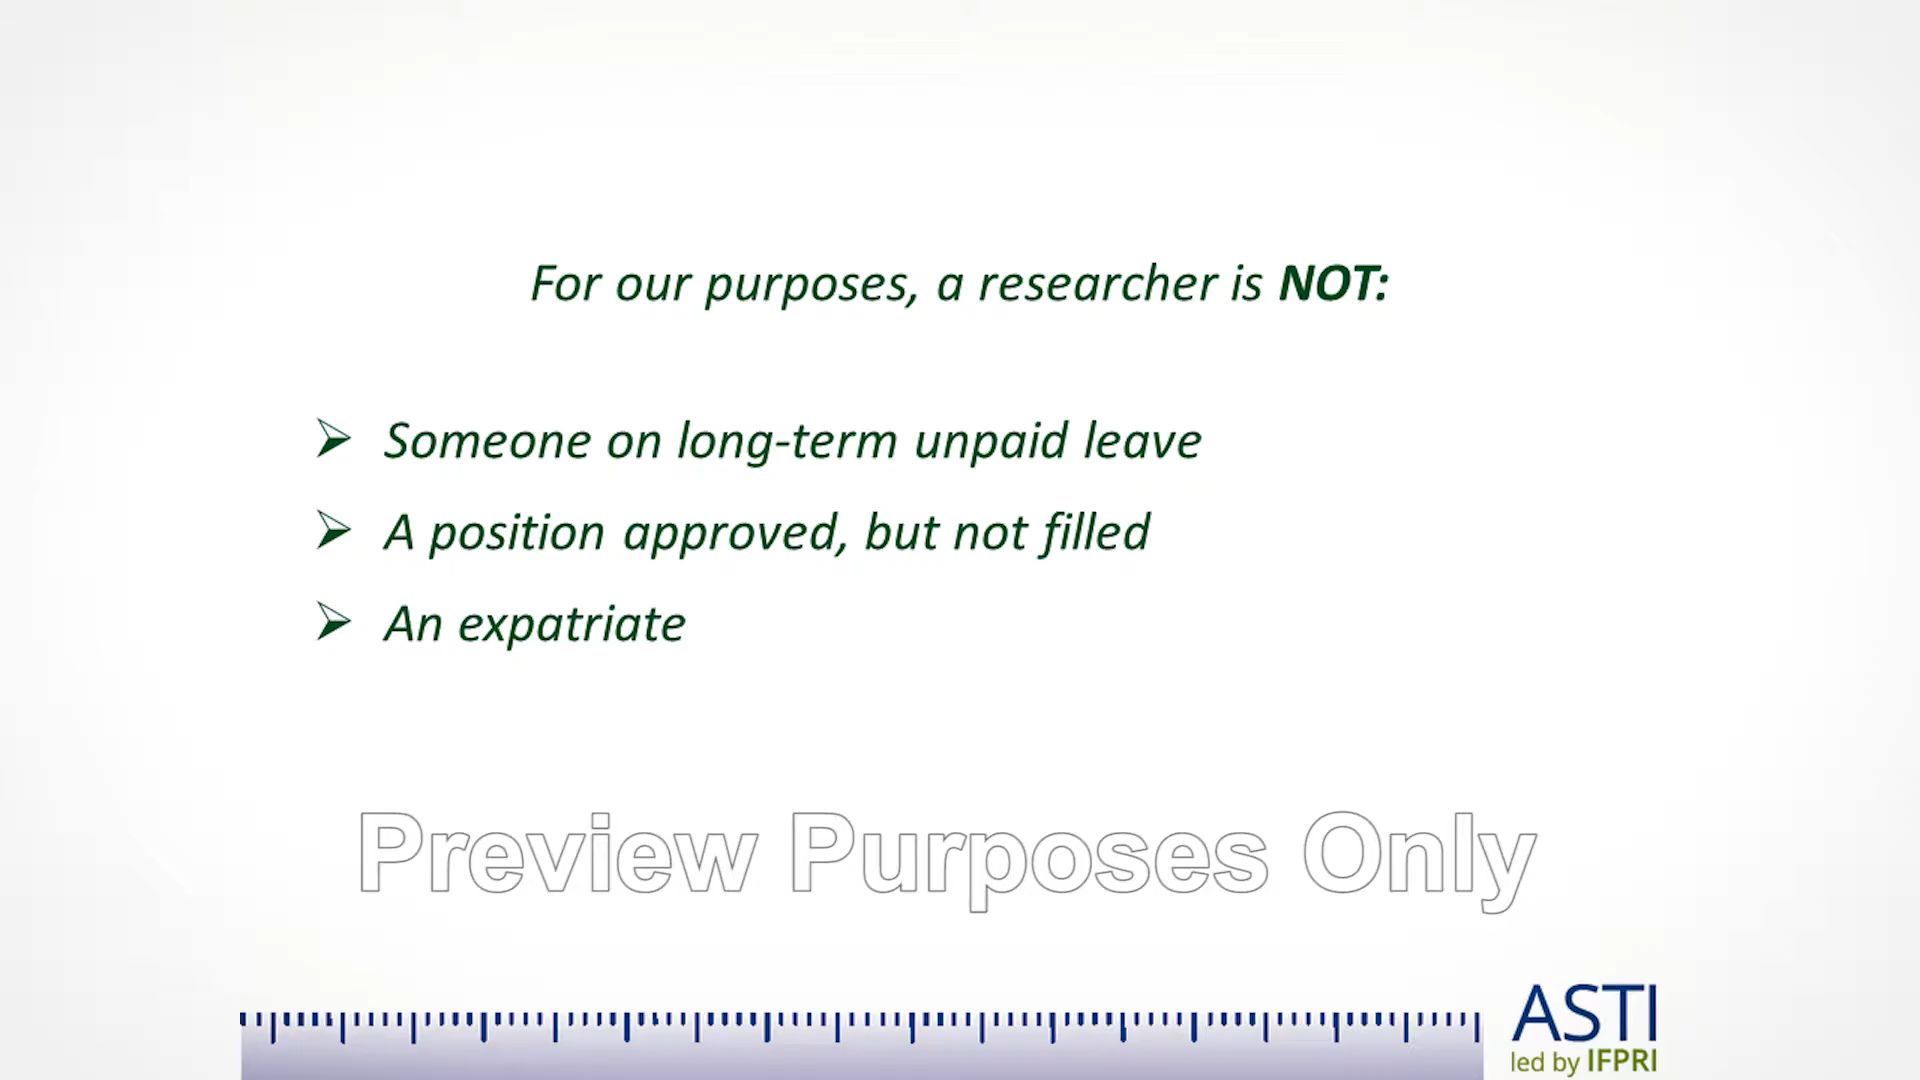 For our purposes, a researcher is NOT:
Someone on long-term unpaid leave
A position approved, but not filled
An expatriate
Preview Purposes Only
ASTI
led by IFPRI